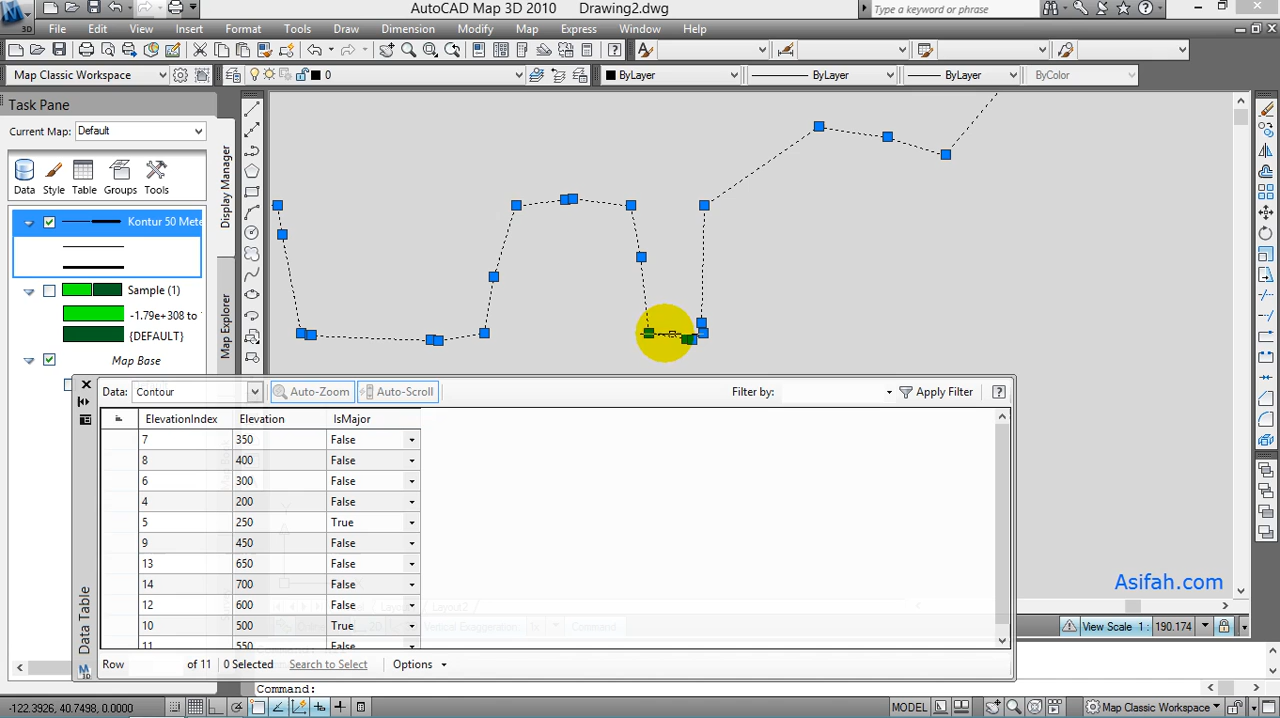 AutoCAD Map 3D 2010 Drawing2.dwg
Type a keyword or phrase
3D File Edit View Insert Format Tools Draw Dimension Modify Map Express Window Help
Map Classic Workspace
0
ByLayer
ByLayer
ByLayer
ByColor
Task Pane
Current Map: Default
Data Style Table Groups Tools
Kontur 50 Mete
Sample (1)
-1.79e+308 to
{DEFAULT}
Map Base
Display Manager
Map Explorer
Data: Contour
Auto-Zoom
Auto-Scroll
Filter by:
Apply Filter
ElevationIndex Elevation IsMajor
7 350 False
8 400 False
6 300 False
4 200 False
5 250 True
9 450 False
13 650 False
14 700 False
12 600 False
10 500 True
11 550 False
Data Table
Row of 11 0 Selected Search to Select Options
Asifah.com
View Scale 1: 190.174
Command:
-122.3926, 40.7498, 0.0000
MODEL
Map Classic Workspace